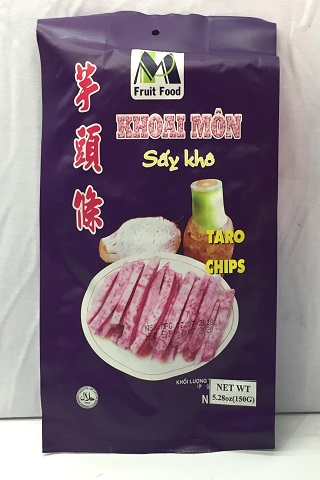 Fruit Food
芋頭條
KHOAI MÔN
Sấy khô
TARO
CHIPS
KHỐI LƯỢNG
NET WT
5.28oz(150G)
N